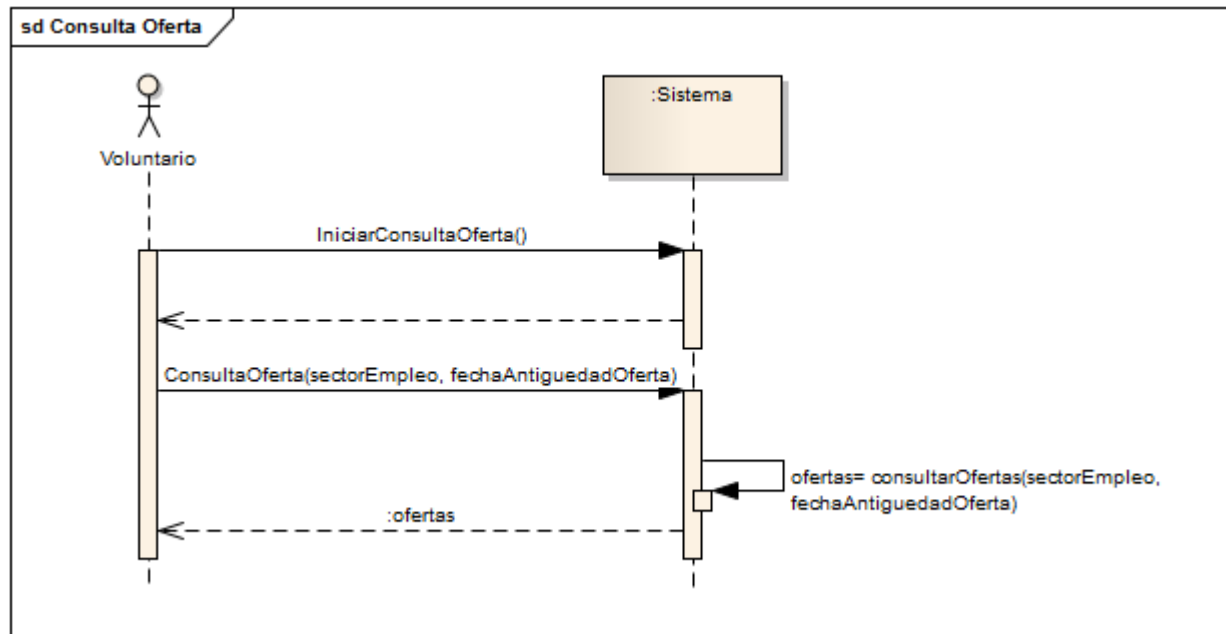 sd Consulta Oferta
:Sistema
Voluntario
IniciarConsultaOferta()
ConsultaOferta(sectorEmpleo, fechaAntiguedadOferta)
ofertas= consultarOfertas(sectorEmpleo,
fechaAntiguedadOferta)
:ofertas